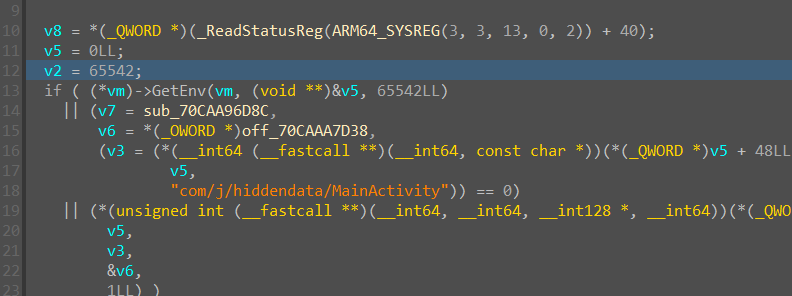 9
10 v8 = *(_QWORD *)(_ReadStatusReg(ARM64_SYSREG(3, 3, 13, 0, 2)) + 40);
11 v5 = 0LL;
12 v2 = 65542;
13 if ( (*vm)->GetEnv(vm, (void **)&v5, 65542LL)
14 || (v7 = sub_70CAA96D8C,
15 v6 = *(_OWORD *)off_70CAAA7D38,
16 (v3 = (*(__int64 (__fastcall **)(__int64, const char *))(*(_QWORD *)v5 + 48LL
17 v5,
18 "com/j/hiddendata/MainActivity")) == 0)
19 || (*(unsigned int (__fastcall **)(__int64, __int64, __int128 *, __int64))(*(_QWO
20 v5,
21 v3,
22 &v6,
23 1LL) )